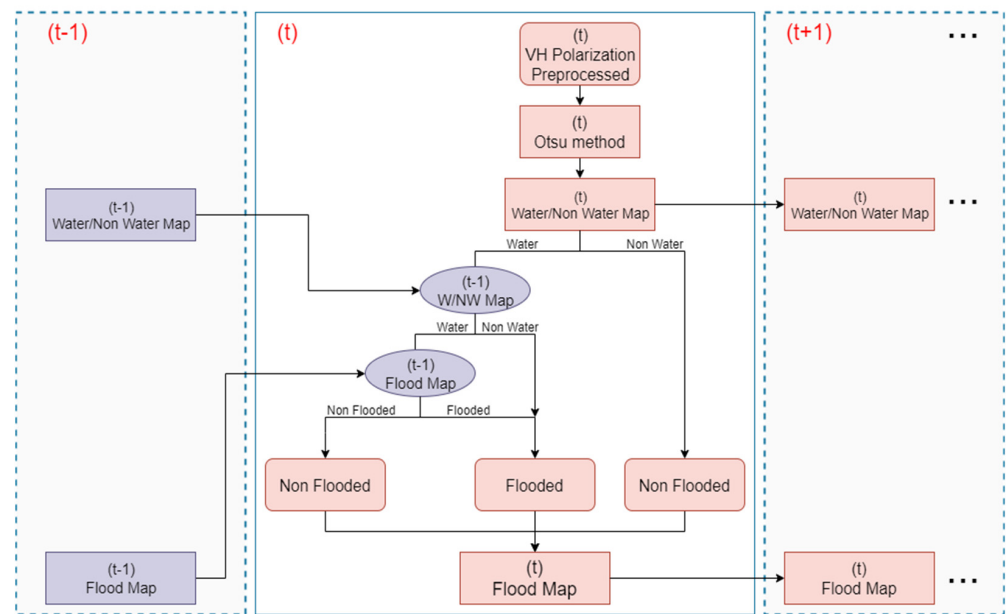 (t-1)
(t)
(t+1)
...
(t)
VH Polarization
Preprocessed
(t)
Otsu method
(t-1)
Water/Non Water Map
(t)
Water/Non Water Map
(t)
Water/Non Water Map
...
Water
Non Water
(t-1)
W/NW Map
Water
Non Water
(t-1)
Flood Map
Non Flooded
Flooded
Non Flooded
Flooded
Non Flooded
(t-1)
Flood Map
(t)
Flood Map
(t)
Flood Map
...